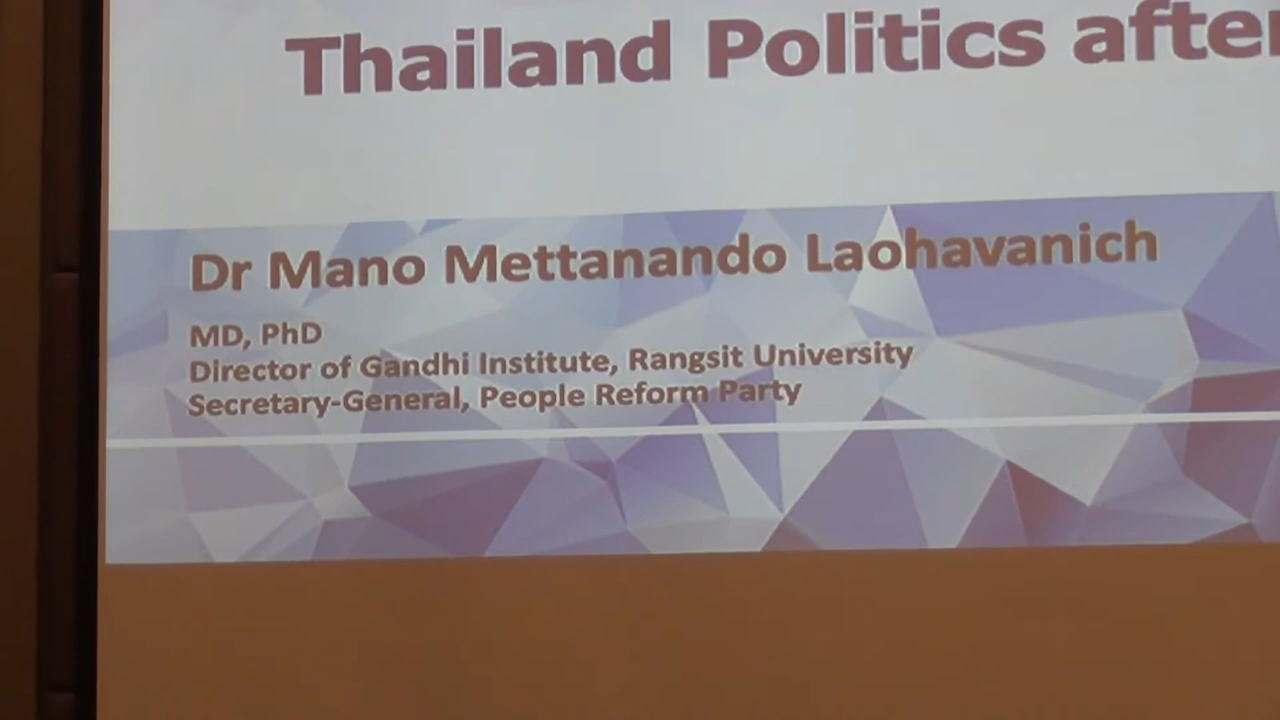 Thailand Politics after
Dr Mano Mettanando Laohavanich
MD, PhD
Director of Gandhi Institute, Rangsit University
Secretary-General, People Reform Party